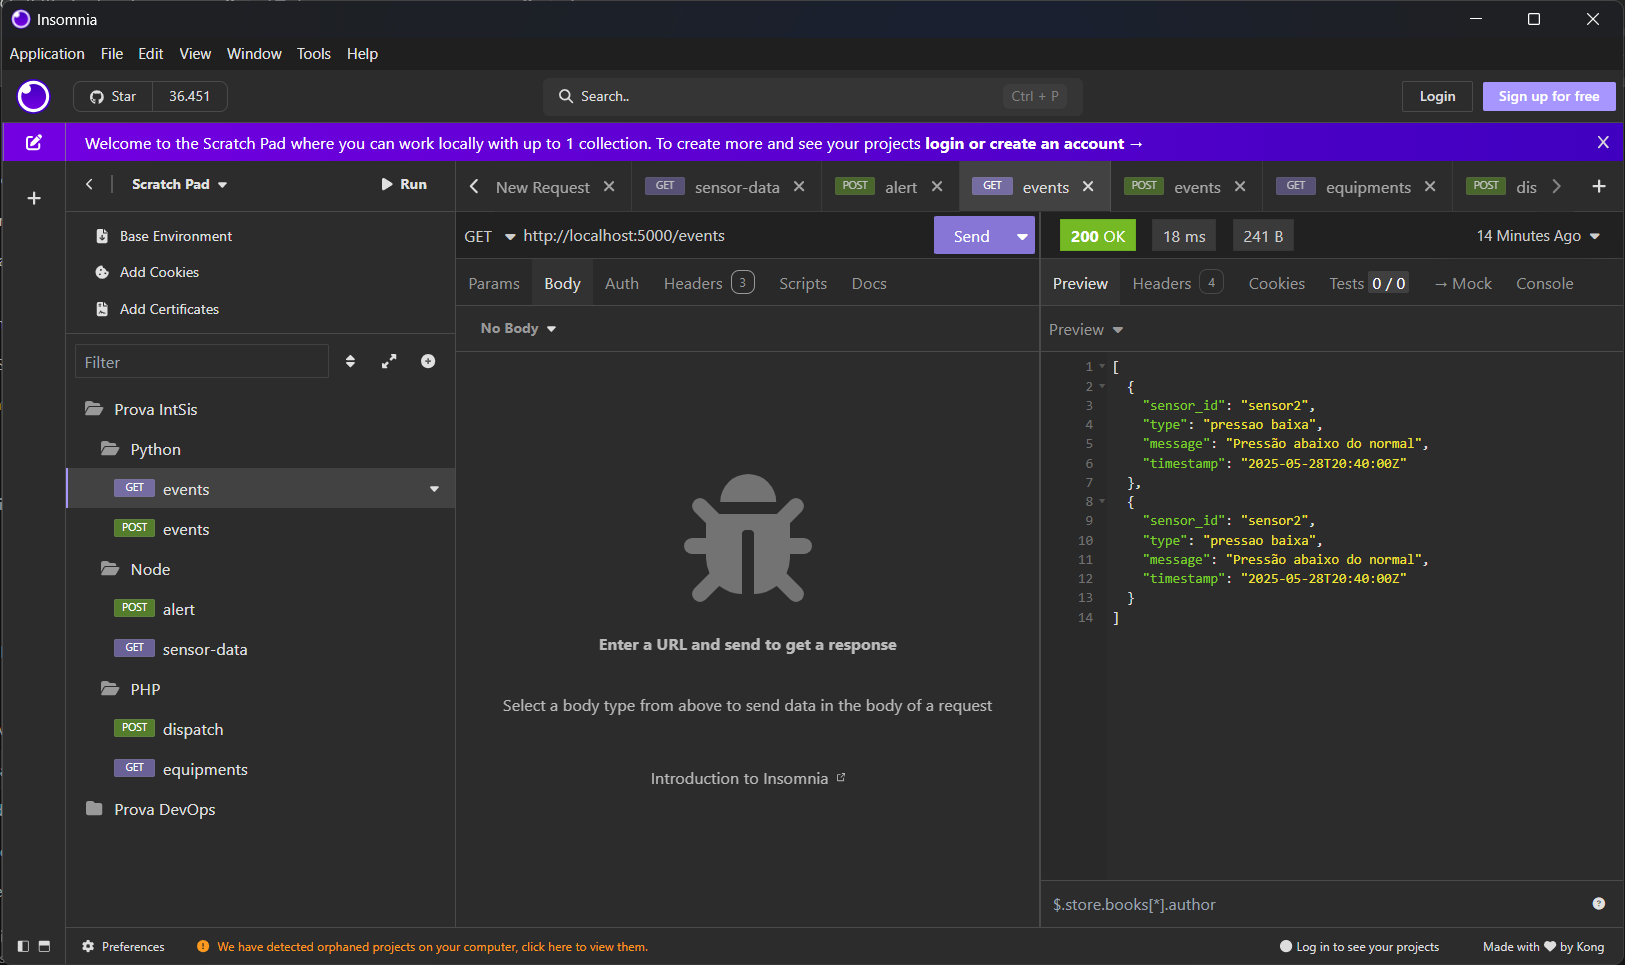 Insomnia
Application File Edit View Window Tools Help
Star 36.451
Search.. Ctrl + P
Login Sign up for free
Welcome to the Scratch Pad where you can work locally with up to 1 collection. To create more and see your projects login or create an account →
Scratch Pad Run
New Request GET sensor-data POST alert GET events POST events GET equipments POST dis
Base Environment
Add Cookies
Add Certificates
Filter
Prova IntSis
Python
GET events
POST events
Node
POST alert
GET sensor-data
PHP
POST dispatch
GET equipments
Prova DevOps
GET http://localhost:5000/events Send
Params Body Auth Headers 3 Scripts Docs
No Body
Enter a URL and send to get a response
Select a body type from above to send data in the body of a request
Introduction to Insomnia
200 OK 18 ms 241 B 14 Minutes Ago
Preview Headers 4 Cookies Tests 0 / 0 → Mock Console
Preview
1 [
2 {
3 "sensor_id": "sensor2",
4 "type": "pressao baixa",
5 "message": "Pressão abaixo do normal",
6 "timestamp": "2025-05-28T20:40:00Z"
7 },
8 {
9 "sensor_id": "sensor2",
10 "type": "pressao baixa",
11 "message": "Pressão abaixo do normal",
12 "timestamp": "2025-05-28T20:40:00Z"
13 }
14 ]
$.store.books[*].author
Preferences We have detected orphaned projects on your computer, click here to view them. Log in to see your projects Made with ♥ by Kong